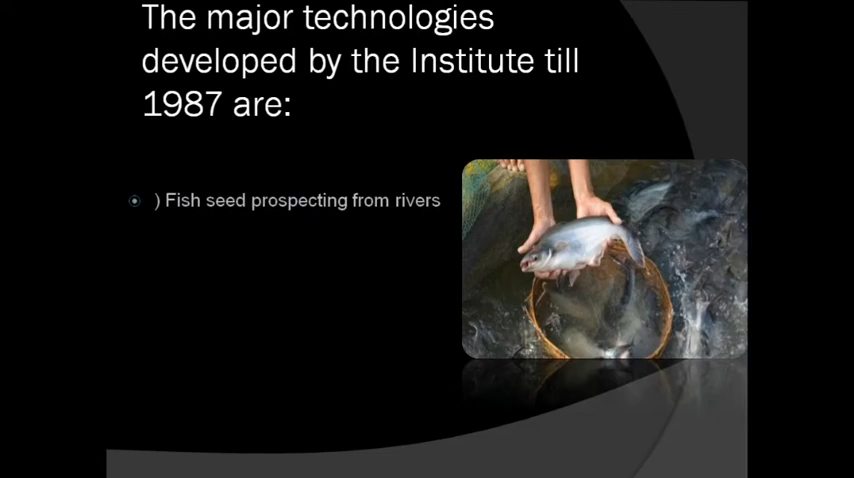 The major technologies
developed by the Institute till
1987 are:
) Fish seed prospecting from rivers